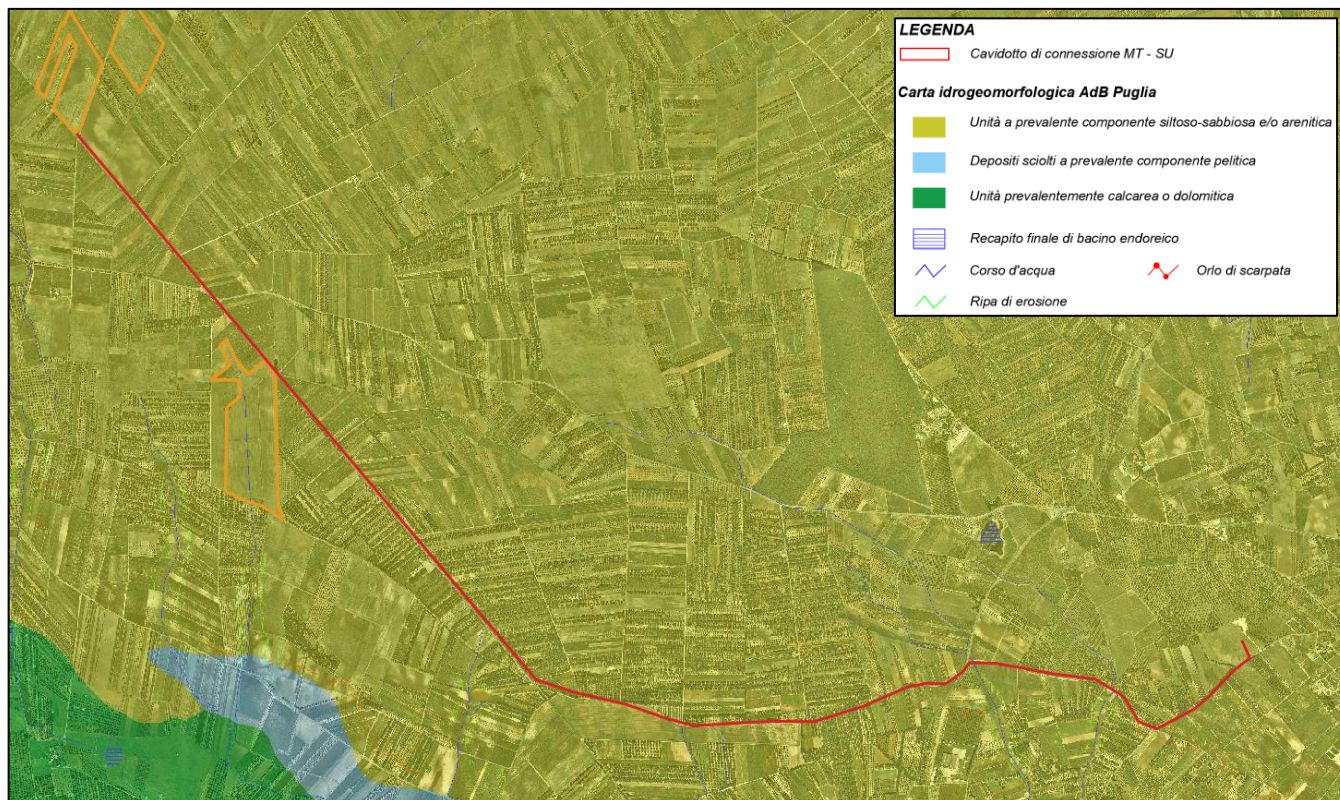 LEGENDA
Cavidotto di connessione MT - SU
Carta idrogeomorfologica AdB Puglia
Unità a prevalente componente siltoso-sabbiosa e/o arenitica
Depositi sciolti a prevalente componente pelitica
Unità prevalentemente calcarea o dolomitica
Recapito finale di bacino endoreico
Corso d'acqua
Orlo di scarpata
Ripa di erosione